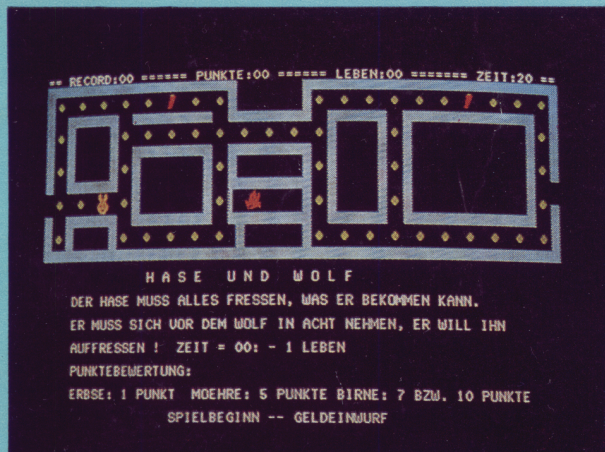 == RECORD:00 ====== PUNKTE:00 ====== LEBEN:00 ======= ZEIT:20 ==
HASE UND WOLF
DER HASE MUSS ALLES FRESSEN, WAS ER BEKOMMEN KANN.
ER MUSS SICH VOR DEM WOLF IN ACHT NEHMEN, ER WILL IHN
AUFFRESSEN ! ZEIT = 00: - 1 LEBEN
PUNKTEBEWERTUNG:
ERBSE: 1 PUNKT MOEHRE: 5 PUNKTE BIRNE: 7 BZW. 10 PUNKTE
SPIELBEGINN -- GELDEINWURF